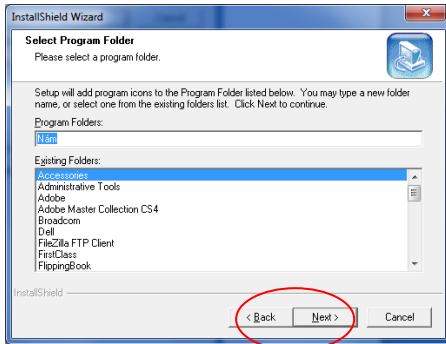 InstallShield Wizard
Select Program Folder
Please select a program folder.
Setup will add program icons to the Program Folder listed below. You may type a new folder
name, or select one from the existing folders list. Click Next to continue.
Program Folders:
Nám
Existing Folders:
Accessories
Administrative Tools
Adobe
Adobe Master Collection CS4
Broadcom
Dell
FileZilla FTP Client
FirstClass
FlippingBook
InstallShield
< Back Next > Cancel